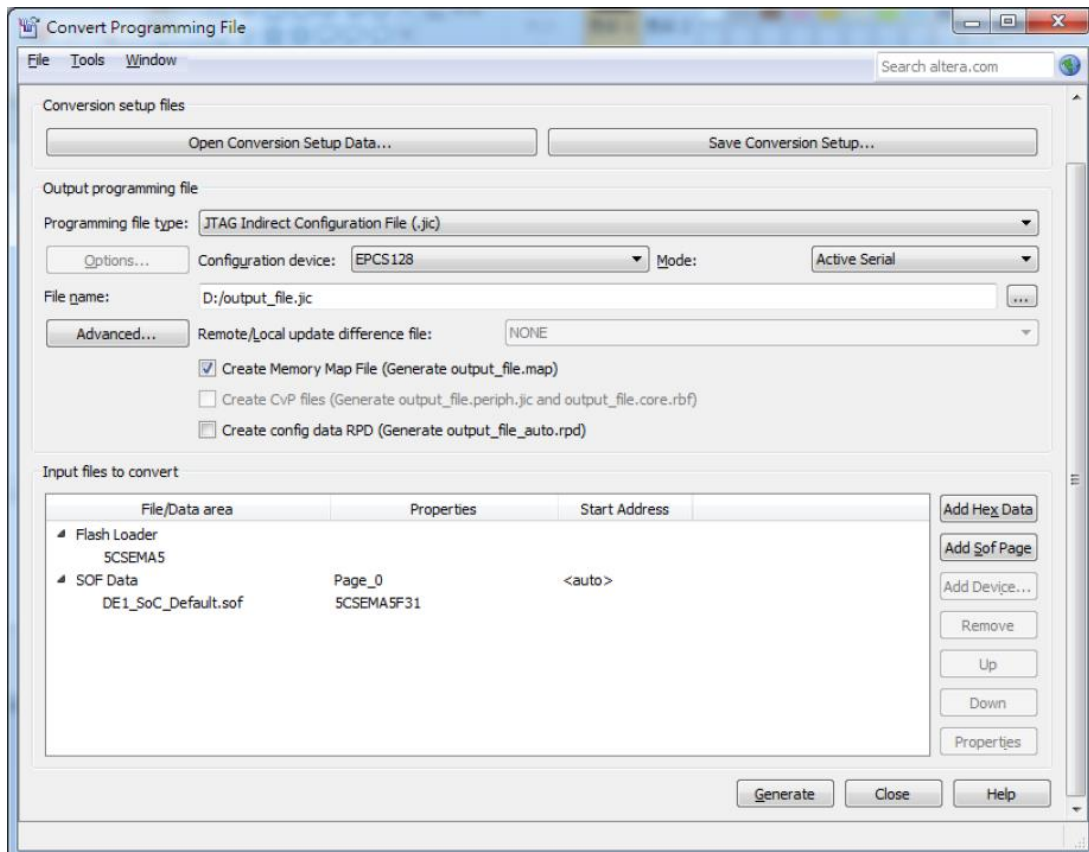 Convert Programming File
File Tools Window Search altera.com
Conversion setup files
Open Conversion Setup Data... Save Conversion Setup...
Output programming file
Programming file type: JTAG Indirect Configuration File (.jic)
Options... Configuration device: EPCS128 Mode: Active Serial
File name: D:/output_file.jic ...
Advanced... Remote/Local update difference file: NONE
Create Memory Map File (Generate output_file.map)
Create CvP files (Generate output_file.periph.jic and output_file.core.rbf)
Create config data RPD (Generate output_file_auto.rpd)
Input files to convert
File/Data area Properties Start Address Add Hex Data
Flash Loader
5CSEMA5 Add Sof Page
SOF Data Page_0 <auto> Add Device...
DE1_SoC_Default.sof 5CSEMA5F31
Remove
Up
Down
Properties
Generate Close Help